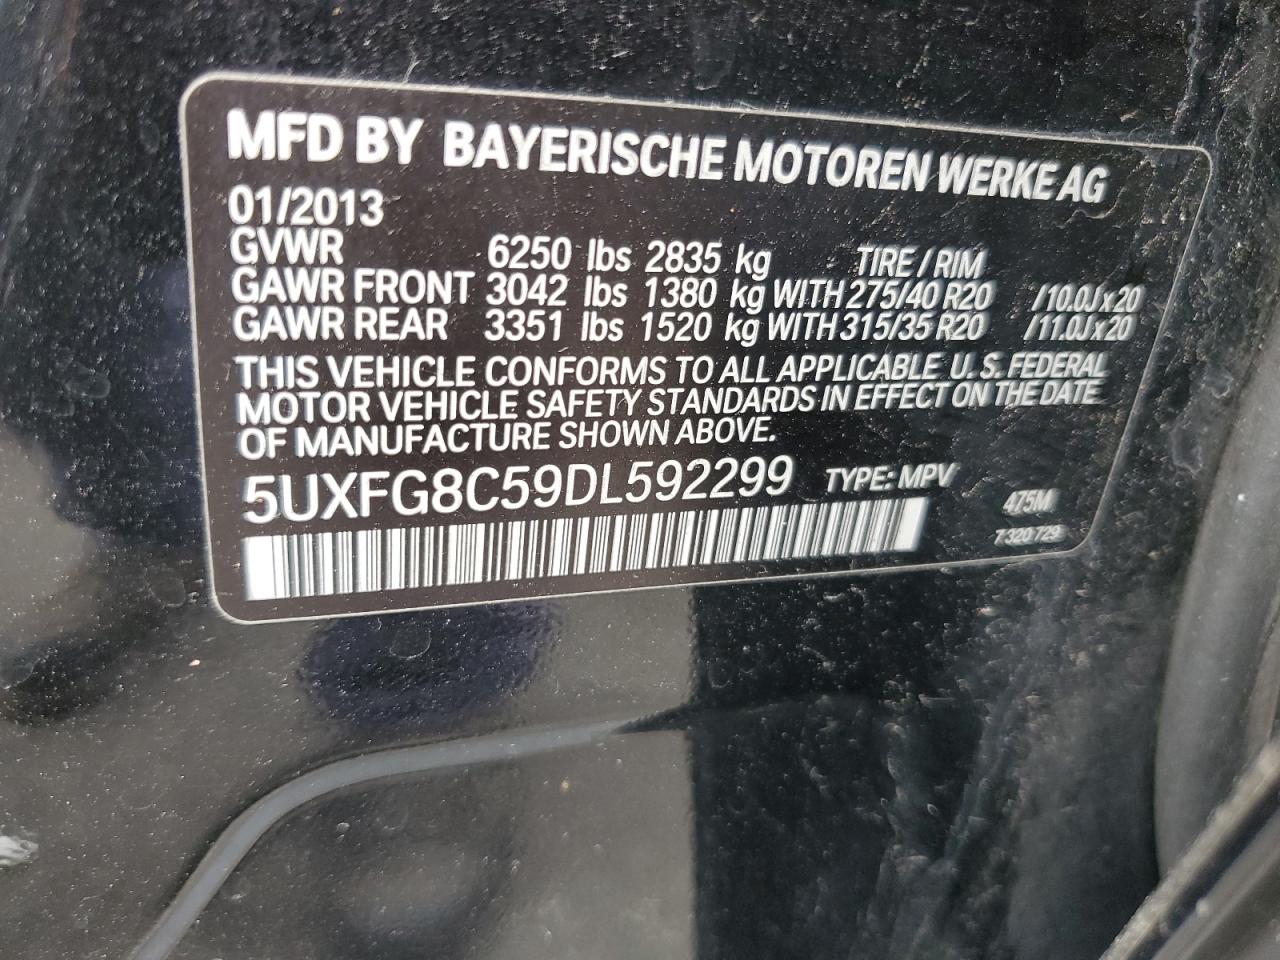 MFD BY BAYERISCHE MOTOREN WERKE AG
01/2013
GVWR 6250 lbs 2835 kg TIRE / RIM
GAWR FRONT 3042 lbs 1380 kg WITH 275/40 R20 /10.0Jx20
GAWR REAR 3351 lbs 1520 kg WITH 315/35 R20 /11.0Jx20
THIS VEHICLE CONFORMS TO ALL APPLICABLE U. S. FEDERAL
MOTOR VEHICLE SAFETY STANDARDS IN EFFECT ON THE DATE
OF MANUFACTURE SHOWN ABOVE.
5UXFG8C59DL592299 TYPE: MPV
475M
7320729